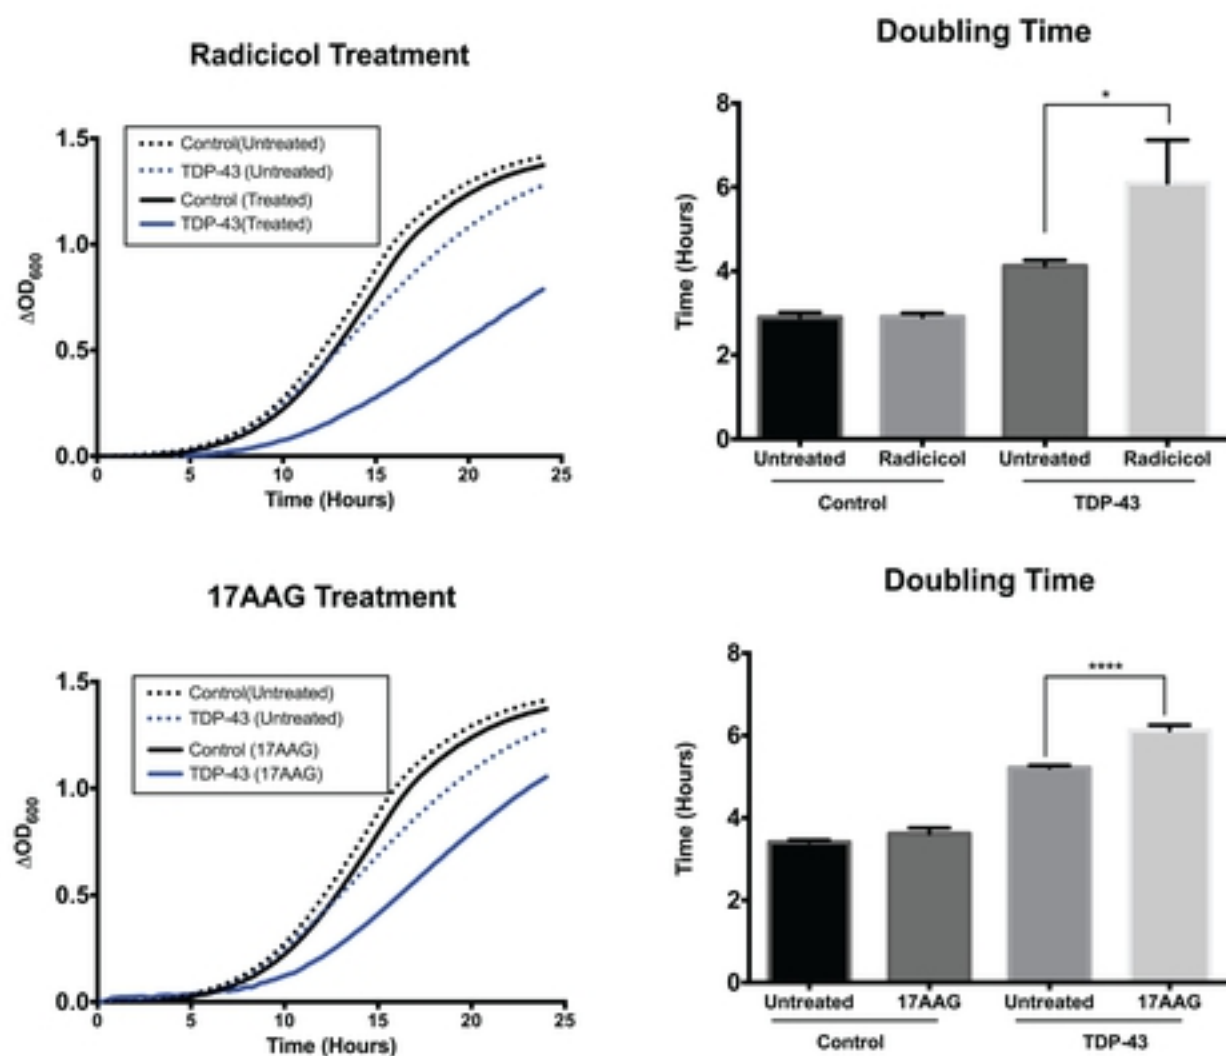 Radicicol Treatment
1.5
1.0
0.5
0.0
ΔOD600
Control(Untreated)
TDP-43 (Untreated)
Control (Treated)
TDP-43(Treated)
0 5 10 15 20 25
Time (Hours)
Doubling Time
8
6
4
2
0
Time (Hours)
*
Untreated Radicicol Untreated Radicicol
Control TDP-43
17AAG Treatment
1.5
1.0
0.5
0.0
ΔOD600
Control(Untreated)
TDP-43 (Untreated)
Control (17AAG)
TDP-43 (17AAG)
0 5 10 15 20 25
Time (Hours)
Doubling Time
8
6
4
2
0
Time (Hours)
****
Untreated 17AAG Untreated 17AAG
Control TDP-43